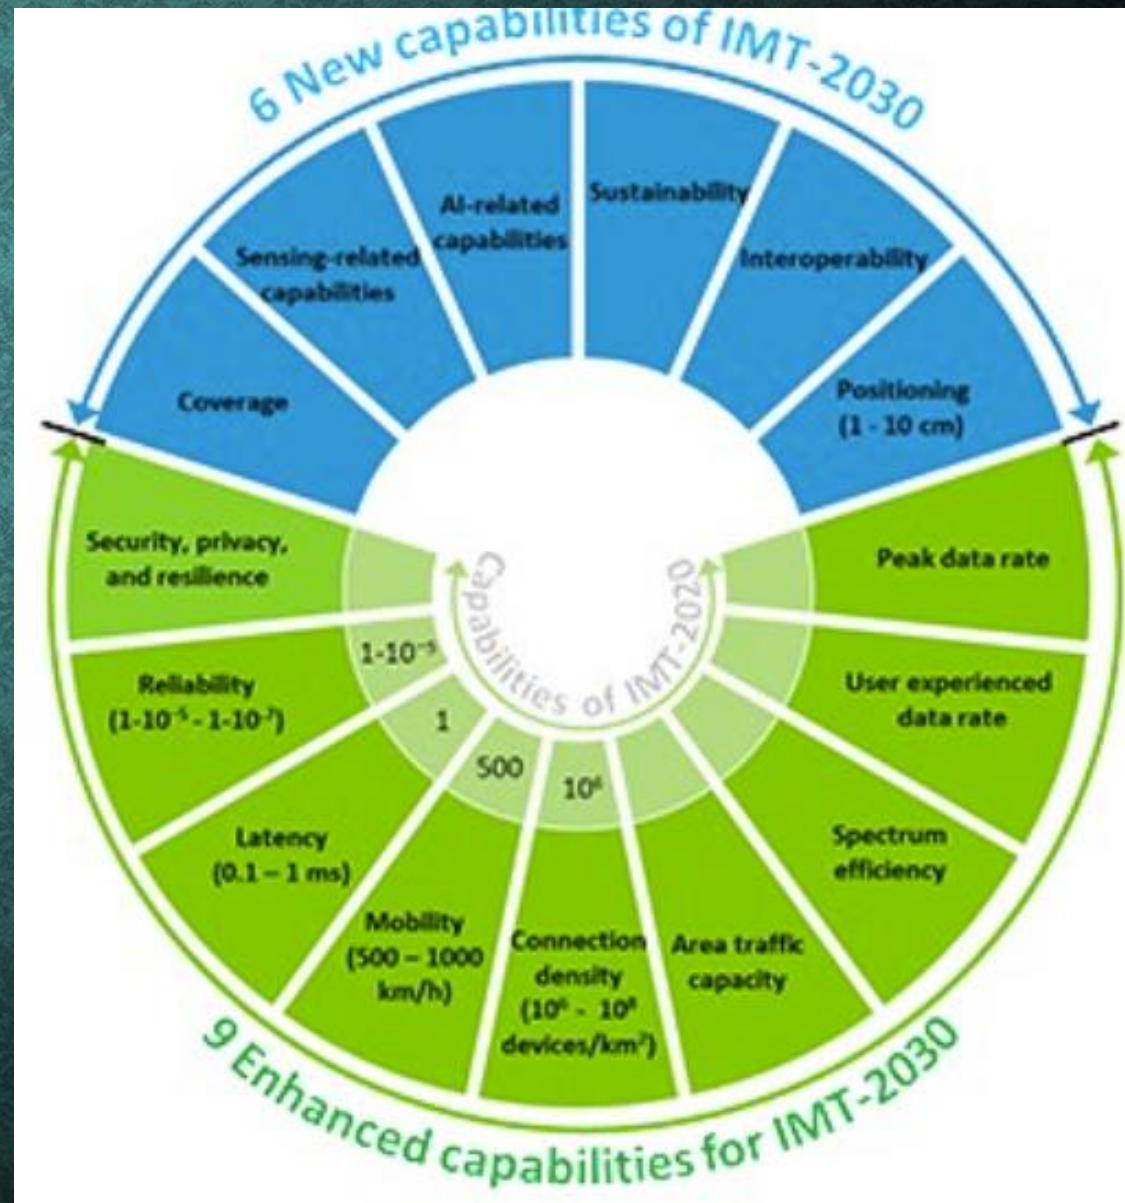 6 New capabilities of IMT-2030
Coverage
Sensing-related
capabilities
AI-related
capabilities
Sustainability
Interoperability
Positioning
(1 - 10 cm)
Peak data rate
User experienced
data rate
Spectrum
efficiency
Area traffic
capacity
Connection
density
(10⁶ - 10⁸
devices/km²)
Mobility
(500 – 1000
km/h)
Latency
(0.1 – 1 ms)
Reliability
(1-10⁻⁵ - 1-10⁻⁷)
Security, privacy,
and resilience
1-10⁻⁵
1
500
10⁶
Capabilities of IMT-2020
9 Enhanced capabilities for IMT-2030